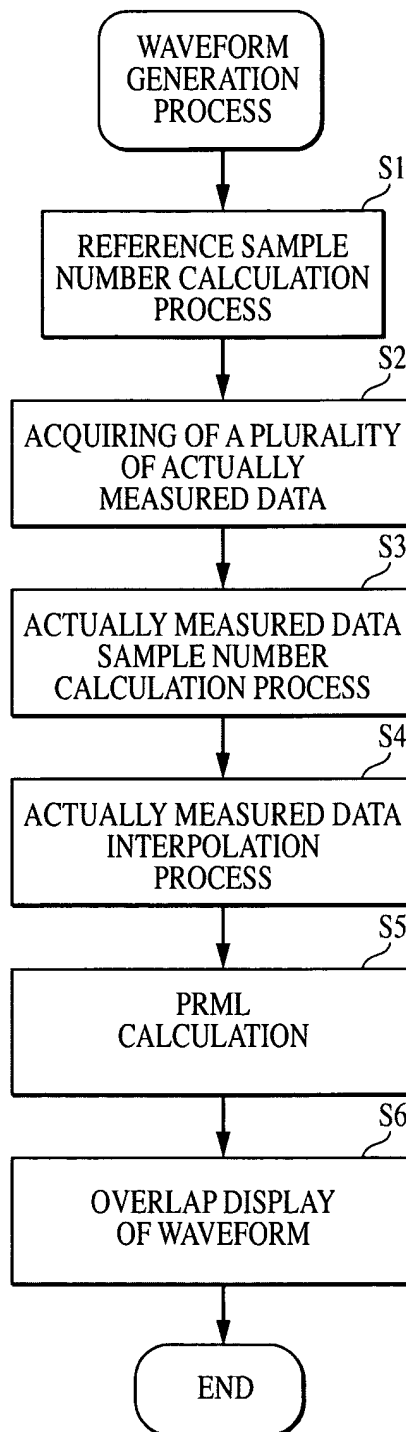 WAVEFORM
GENERATION
PROCESS
S1
REFERENCE SAMPLE
NUMBER CALCULATION
PROCESS
S2
ACQUIRING OF A PLURALITY
OF ACTUALLY
MEASURED DATA
S3
ACTUALLY MEASURED DATA
SAMPLE NUMBER
CALCULATION PROCESS
S4
ACTUALLY MEASURED DATA
INTERPOLATION
PROCESS
S5
PRML
CALCULATION
S6
OVERLAP DISPLAY
OF WAVEFORM
END